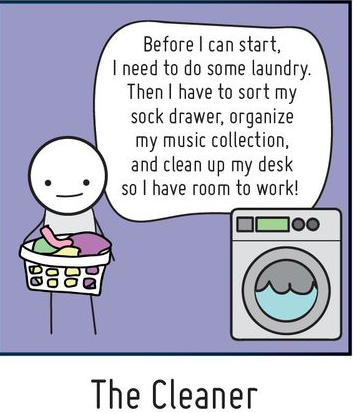 Before I can start,
I need to do some laundry.
Then I have to sort my
sock drawer, organize
my music collection,
and clean up my desk
so I have room to work!
The Cleaner